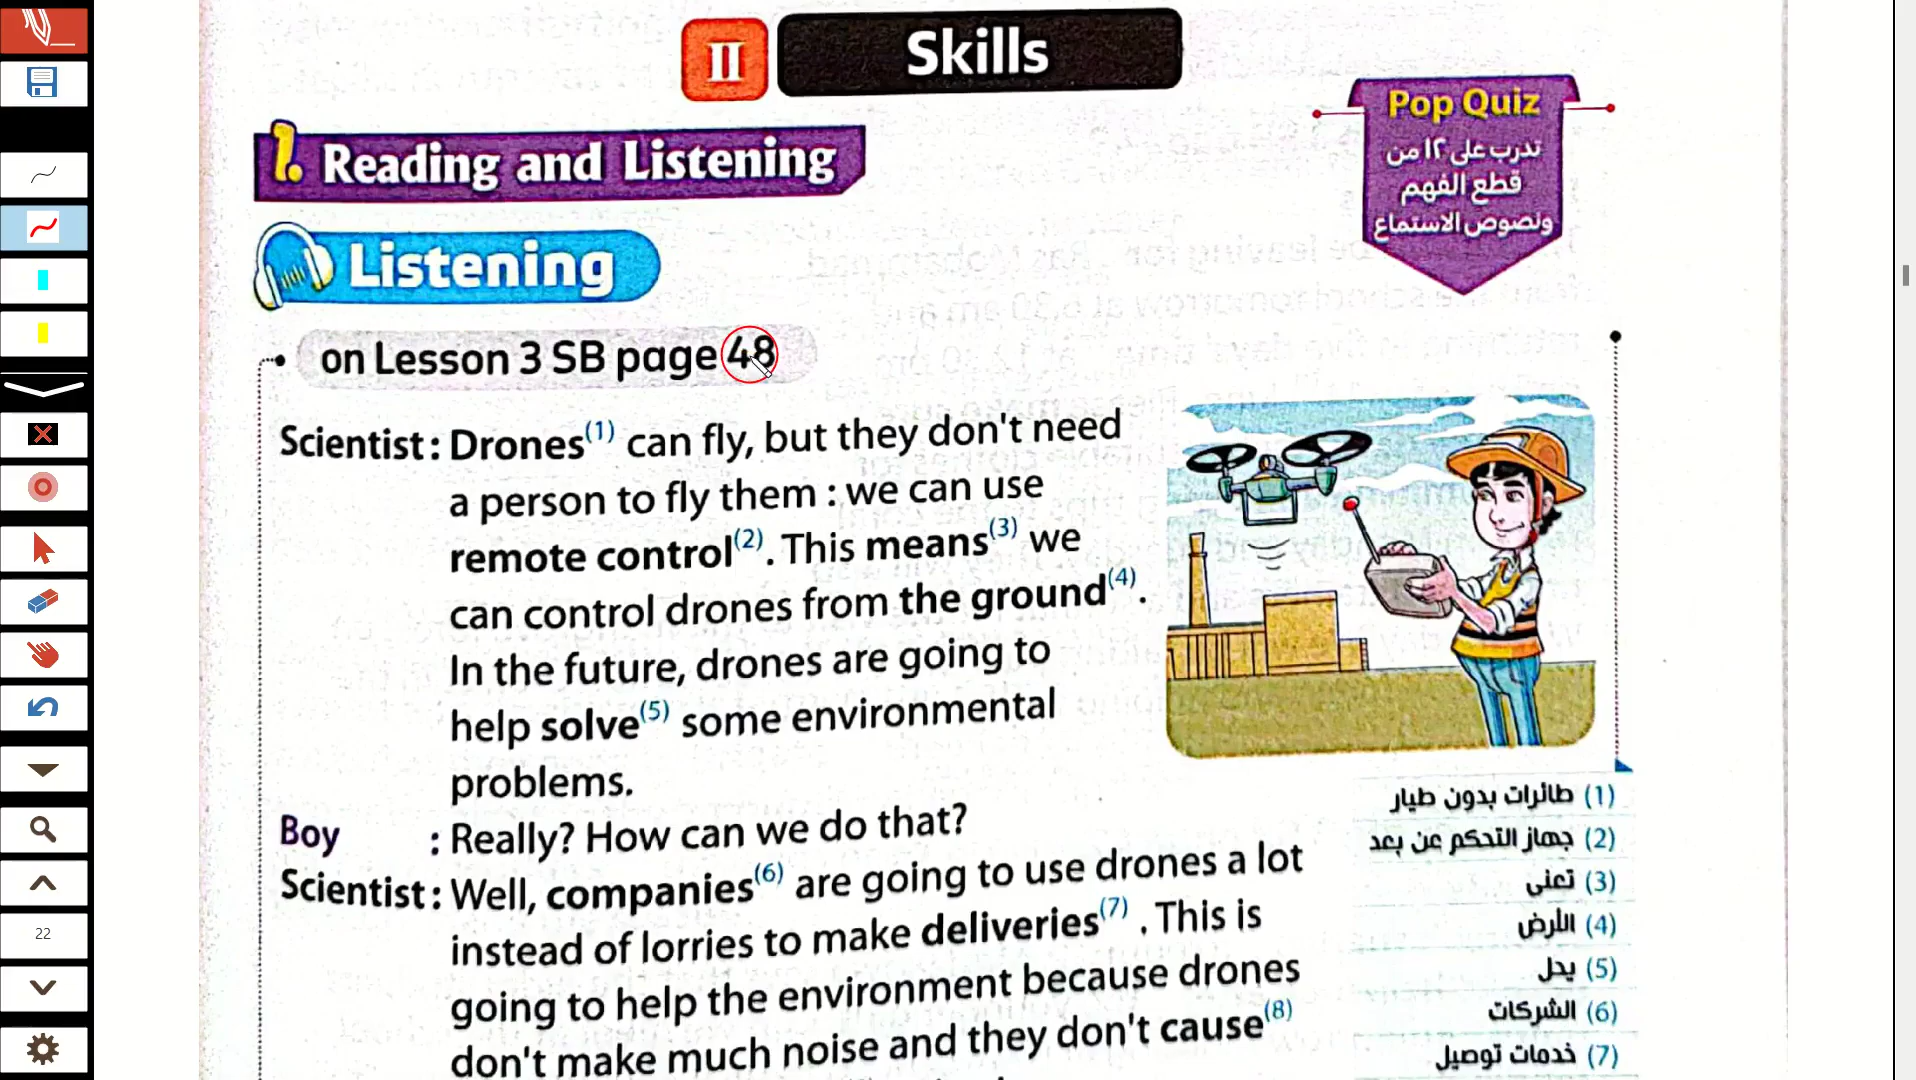 II Skills
Pop Quiz
تدرب على ١٢ من
قطع الفهم
ونصوص الاستماع
1. Reading and Listening
Listening
on Lesson 3 SB page 48
Scientist : Drones(1) can fly, but they don't need
a person to fly them : we can use
remote control(2). This means(3) we
can control drones from the ground(4).
In the future, drones are going to
help solve(5) some environmental
problems.
Boy : Really? How can we do that?
Scientist : Well, companies(6) are going to use drones a lot
instead of lorries to make deliveries(7). This is
going to help the environment because drones
don't make much noise and they don't cause(8)
(1) طائرات بدون طيار
(2) جهاز التحكم عن بعد
(3) تعنى
(4) الأرض
(5) يحل
(6) الشركات
(7) خدمات توصيل
22